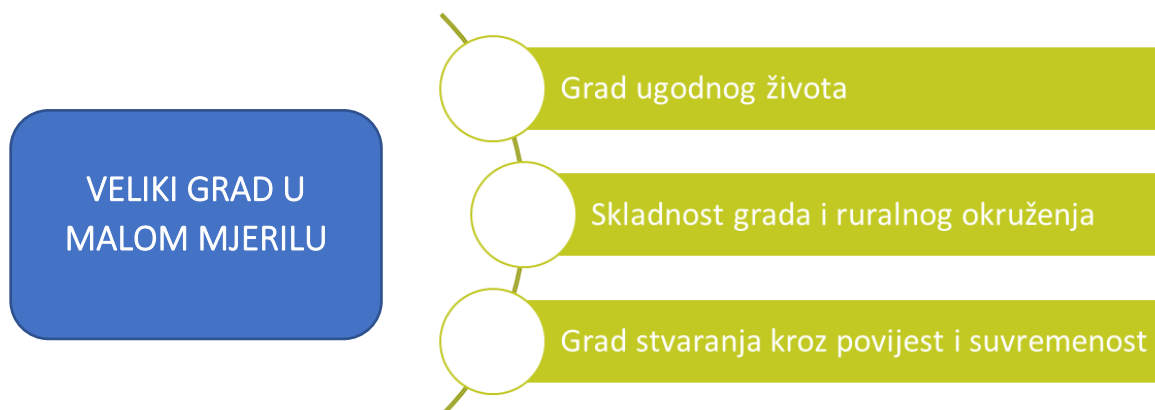 VELIKI GRAD U
MALOM MJERILU
Grad ugodnog života
Skladnost grada i ruralnog okruženja
Grad stvaranja kroz povijest i suvremenost